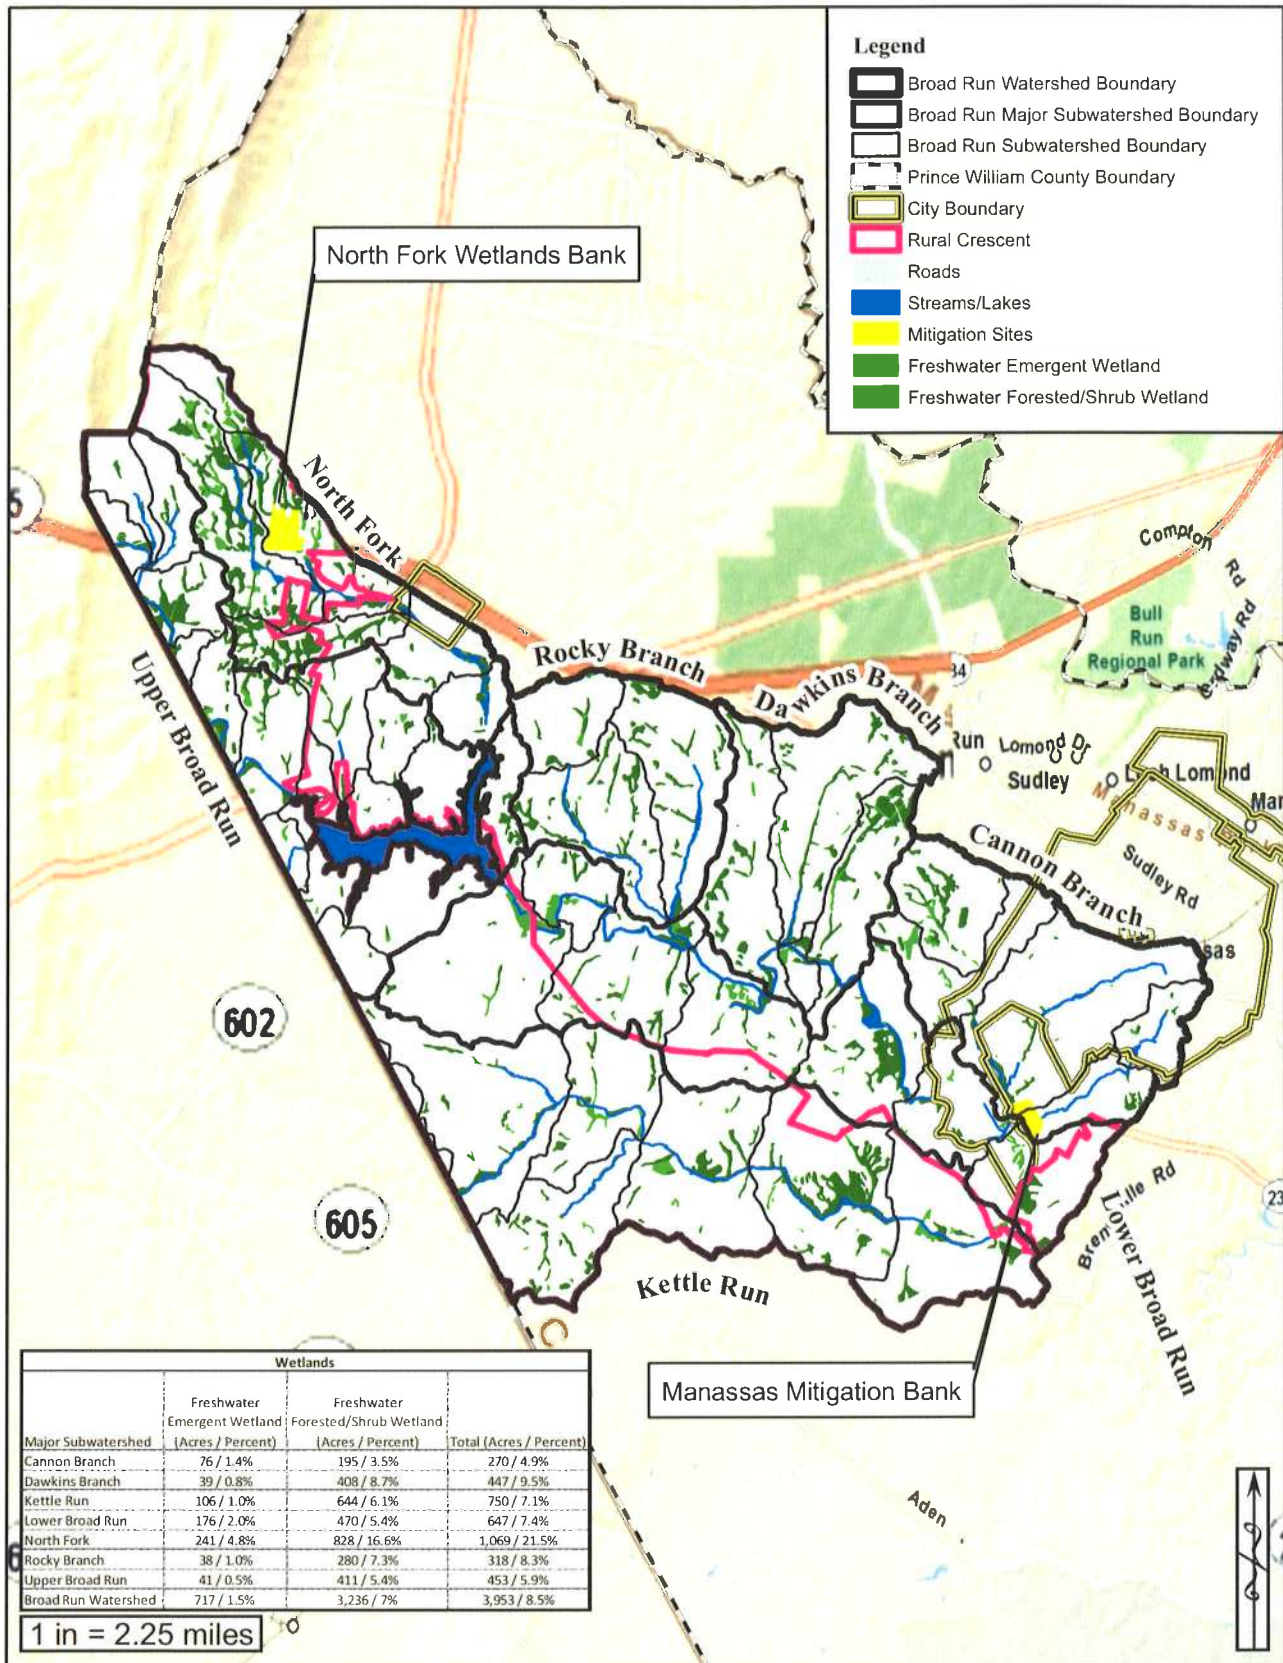 Legend
Broad Run Watershed Boundary
Broad Run Major Subwatershed Boundary
Broad Run Subwatershed Boundary
Prince William County Boundary
City Boundary
Rural Crescent
Roads
Streams/Lakes
Mitigation Sites
Freshwater Emergent Wetland
Freshwater Forested/Shrub Wetland
North Fork Wetlands Bank
North Fork
Compton Rd
Bull
Run
Regional Park
Rocky Branch
Dawkins Branch
84
Upper Broad Run
Run
Lomond Dr
Sudley
Loch Lomond
Manassas
Sudley Rd
Cannon Branch
602
605
Kettle Run
Lower Broad Run
23
C
Manassas Mitigation Bank
Aden
Wetlands
Major Subwatershed | Freshwater Emergent Wetland (Acres / Percent) | Freshwater Forested/Shrub Wetland (Acres / Percent) | Total (Acres / Percent)
Cannon Branch 76 / 1.4% 195 / 3.5% 270 / 4.9%
Dawkins Branch 39 / 0.8% 408 / 8.7% 447 / 9.5%
Kettle Run 106 / 1.0% 644 / 6.1% 750 / 7.1%
Lower Broad Run 176 / 2.0% 470 / 5.4% 647 / 7.4%
North Fork 241 / 4.8% 828 / 16.6% 1,069 / 21.5%
Rocky Branch 38 / 1.0% 280 / 7.3% 318 / 8.3%
Upper Broad Run 41 / 0.5% 411 / 5.4% 453 / 5.9%
Broad Run Watershed 717 / 1.5% 3,236 / 7% 3,953 / 8.5%
1 in = 2.25 miles